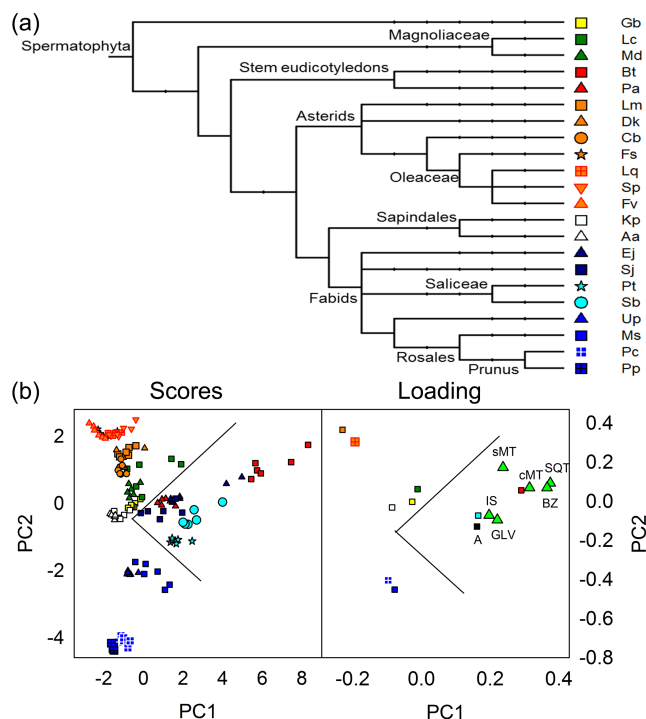 (a)
Spermatophyta
Magnoliaceae
Stem eudicotyledons
Asterids
Oleaceae
Sapindales
Saliceae
Fabids
Rosales
Prunus
Gb
Lc
Md
Bt
Pa
Lm
Dk
Cb
Fs
Lq
Sp
Fv
Kp
Aa
Ej
Sj
Pt
Sb
Up
Ms
Pc
Pp
(b)
Scores
Loading
2
0
-2
-4
PC2
-2 0 2 4 6 8
PC1
sMT
cMT
SQT
BZ
IS
GLV
A
0.4
0.2
0.0
-0.2
-0.4
-0.6
-0.8
PC2
-0.2 0.0 0.2 0.4
PC1